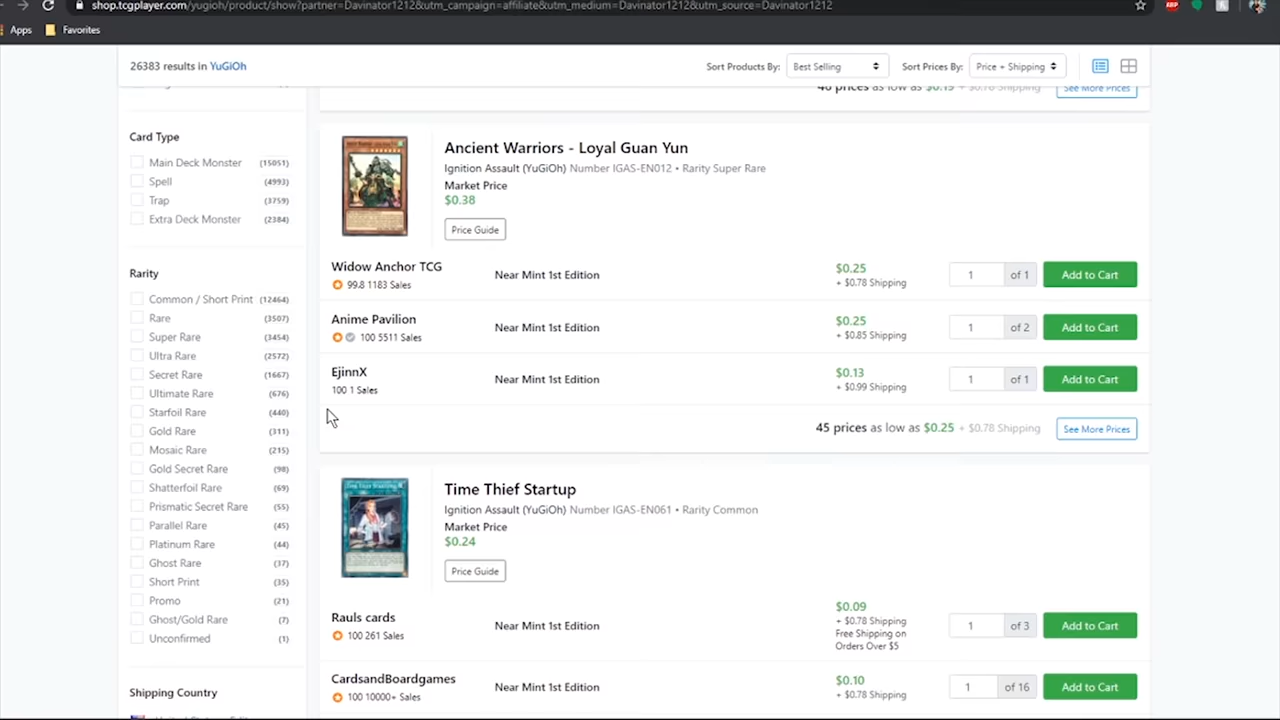 shop.tcgplayer.com/yugioh/product/show?partner=Davinator1212&utm_campaign=affiliate&utm_medium=Davinator1212&utm_source=Davinator1212
ABP
Apps
Favorites
26383 results in YuGiOh
Sort Products By:
Best Selling
Sort Prices By:
Price + Shipping
prices as low as
See More Prices
Card Type
Main Deck Monster (15051)
Spell (4993)
Trap (3759)
Extra Deck Monster (2384)
Rarity
Common / Short Print (12464)
Rare (3507)
Super Rare (3454)
Ultra Rare (2572)
Secret Rare (1667)
Ultimate Rare (676)
Starfoil Rare (440)
Gold Rare (311)
Mosaic Rare (215)
Gold Secret Rare (98)
Shatterfoil Rare (69)
Prismatic Secret Rare (55)
Parallel Rare (45)
Platinum Rare (44)
Ghost Rare (37)
Short Print (35)
Promo (21)
Ghost/Gold Rare (7)
Unconfirmed (1)
Shipping Country
Ancient Warriors - Loyal Guan Yun
Ignition Assault (YuGiOh) Number IGAS-EN012 • Rarity Super Rare
Market Price
$0.38
Price Guide
Widow Anchor TCG
99.8 1183 Sales
Near Mint 1st Edition
$0.25
+ $0.78 Shipping
1 of 1
Add to Cart
Anime Pavilion
100 5511 Sales
Near Mint 1st Edition
$0.25
+ $0.85 Shipping
1 of 2
Add to Cart
EjinnX
100 1 Sales
Near Mint 1st Edition
$0.13
+ $0.99 Shipping
1 of 1
Add to Cart
45 prices as low as $0.25 + $0.78 Shipping
See More Prices
Time Thief Startup
Ignition Assault (YuGiOh) Number IGAS-EN061 • Rarity Common
Market Price
$0.24
Price Guide
Rauls cards
100 261 Sales
Near Mint 1st Edition
$0.09
+ $0.78 Shipping
Free Shipping on
Orders Over $5
1 of 3
Add to Cart
CardsandBoardgames
100 10000+ Sales
Near Mint 1st Edition
$0.10
+ $0.78 Shipping
1 of 16
Add to Cart